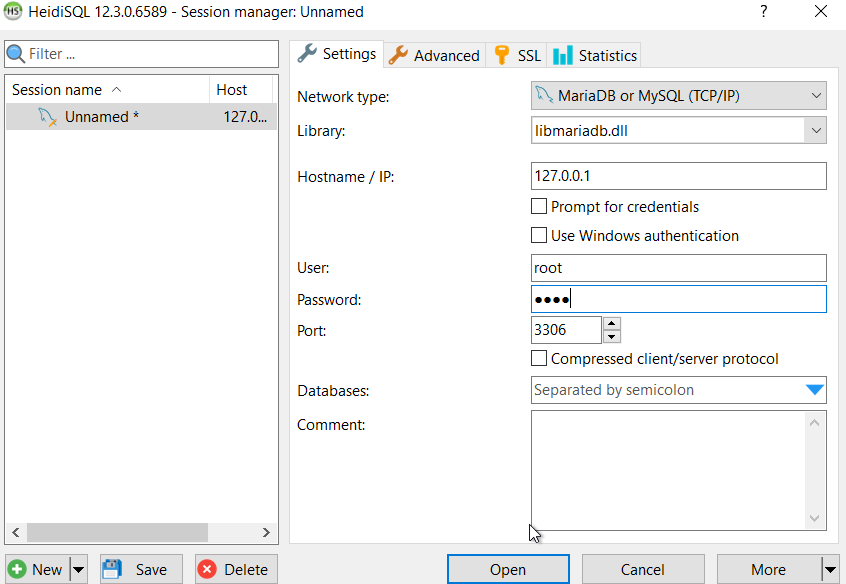 HeidiSQL 12.3.0.6589 - Session manager: Unnamed ?
Filter ...
Session name Host
Unnamed * 127.0...
Settings Advanced SSL Statistics
Network type: MariaDB or MySQL (TCP/IP)
Library: libmariadb.dll
Hostname / IP: 127.0.0.1
Prompt for credentials
Use Windows authentication
User: root
Password: ●●●●
Port: 3306
Compressed client/server protocol
Databases: Separated by semicolon
Comment:
New Save Delete Open Cancel More